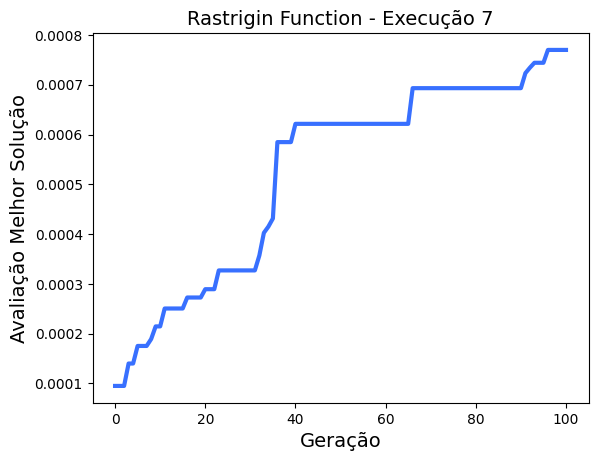 Rastrigin Function - Execução 7
Avaliação Melhor Solução
0.0008
0.0007
0.0006
0.0005
0.0004
0.0003
0.0002
0.0001
0 20 40 60 80 100
Geração